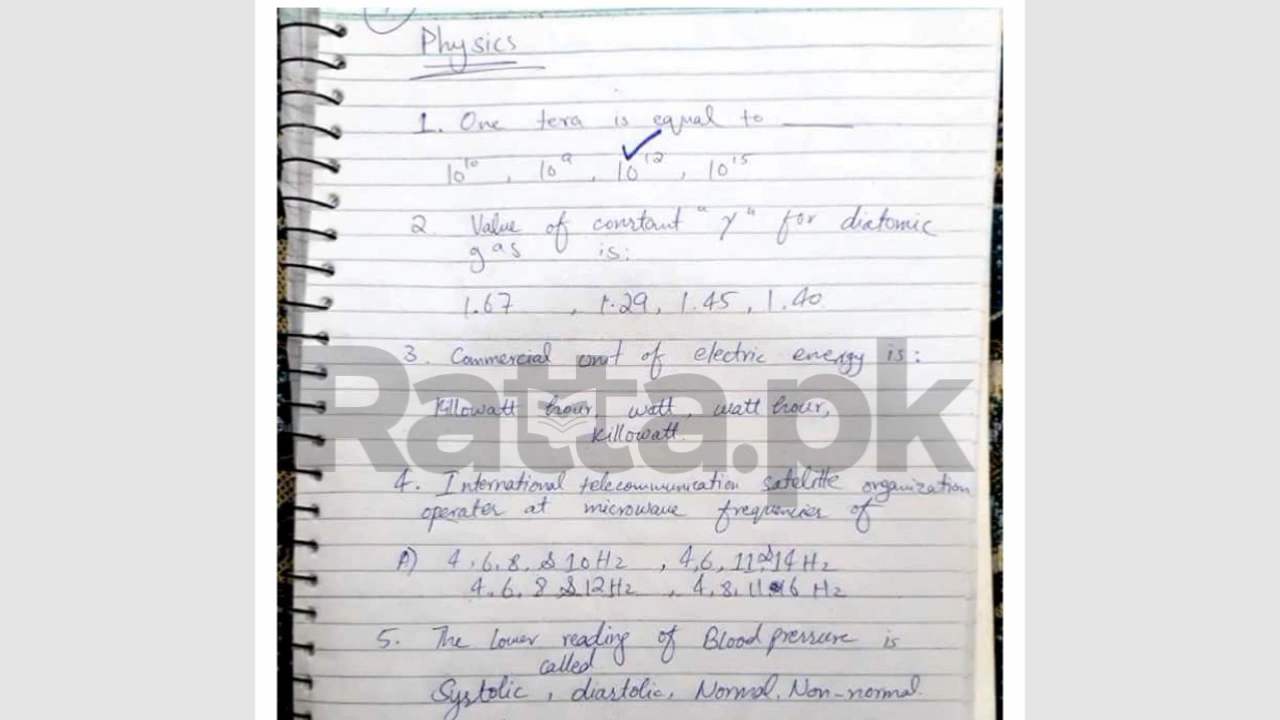 Physics
1. One tera is equal to ____
10^10, 10^9, 10^12, 10^15
2. Value of constant "γ" for diatomic
gas is:
1.67, 1.29, 1.45, 1.40
3. Commercial unit of electric energy is:
Killowatt hour, watt, watt hour,
killowatt.
Ratta.pk
4. International telecommunication satelitte organization
operates at microwave frequencies of
A) 4, 6, 8, & 10 Hz, 4, 6, 11 & 14 Hz
4, 6, 8 & 12 Hz, 4, 8, 11 16 Hz
5. The lower reading of Blood pressure is
called
Systolic, diastolic, Normal, Non-normal.